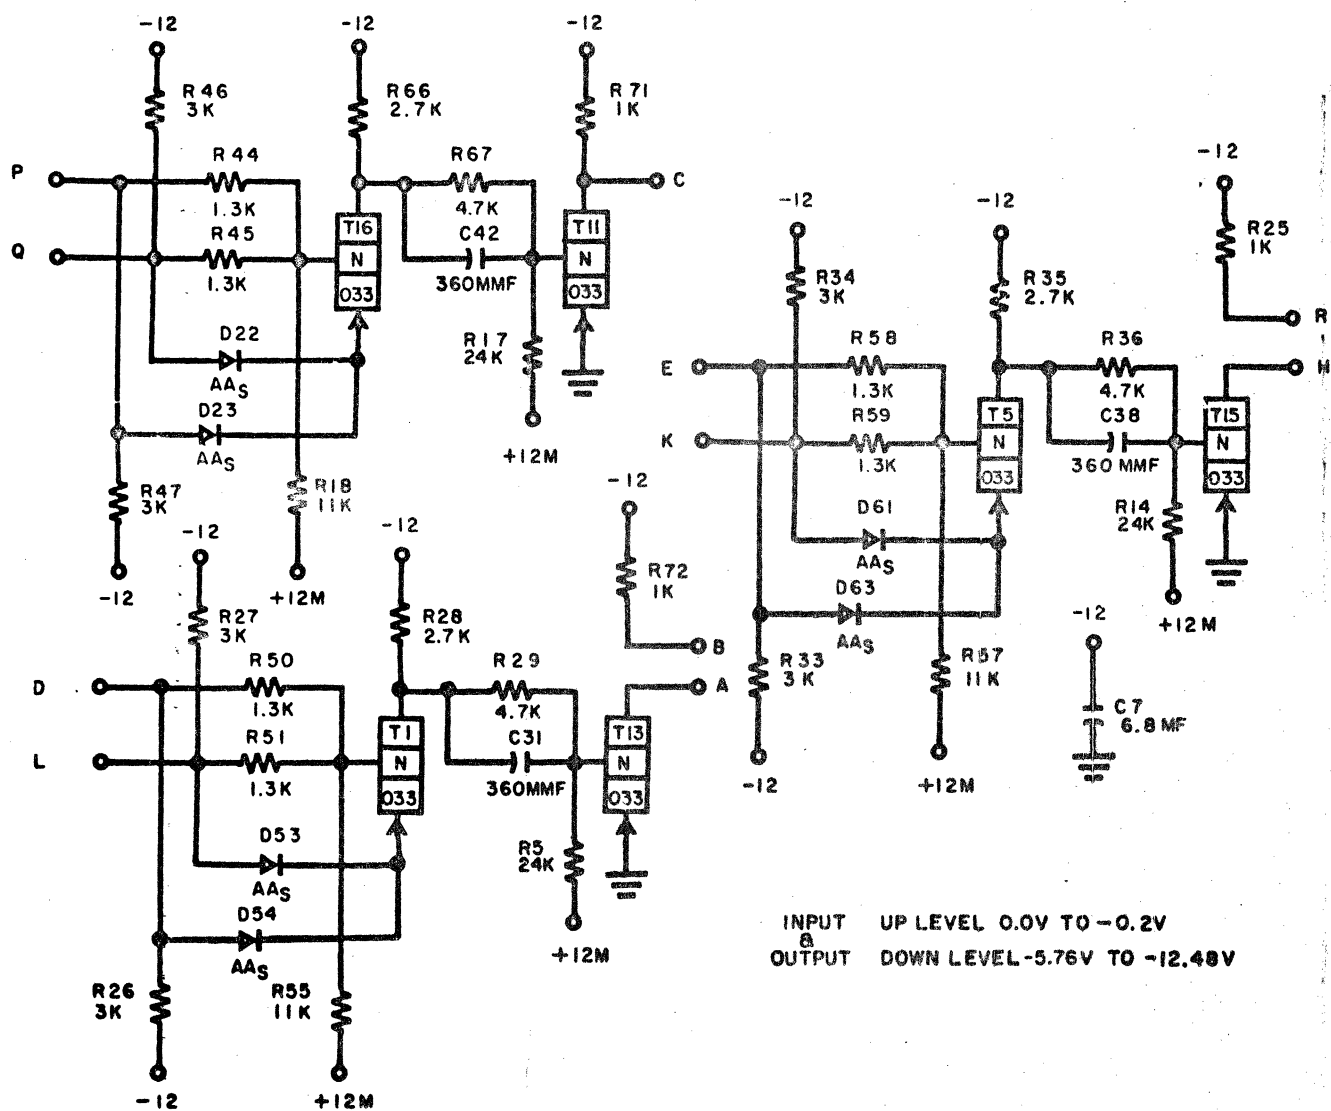 -12
R46
3K
P
R44
1.3K
Q
R45
1.3K
-12
R66
2.7K
T16
N
033
D22
AAS
D23
AAS
R47
3K
-12
R18
11K
+12M
R67
4.7K
C42
360MMF
-12
R71
1K
C
T11
N
033
R17
24K
+12M
-12
R34
3K
E
R58
1.3K
K
R59
1.3K
-12
R35
2.7K
T5
N
033
D61
AAS
D63
AAS
R33
3K
-12
R57
11K
+12M
R36
4.7K
C38
360MMF
-12
R25
1K
R
H
T15
N
033
R14
24K
+12M
-12
C7
6.8MF
-12
R27
3K
D
R50
1.3K
L
R51
1.3K
-12
R28
2.7K
T1
N
033
D53
AAS
D54
AAS
R26
3K
-12
R55
11K
+12M
R29
4.7K
C31
360MMF
-12
R72
1K
B
A
T13
N
033
R5
24K
+12M
INPUT UP LEVEL 0.0V TO -0.2V
&
OUTPUT DOWN LEVEL -5.76V TO -12.48V